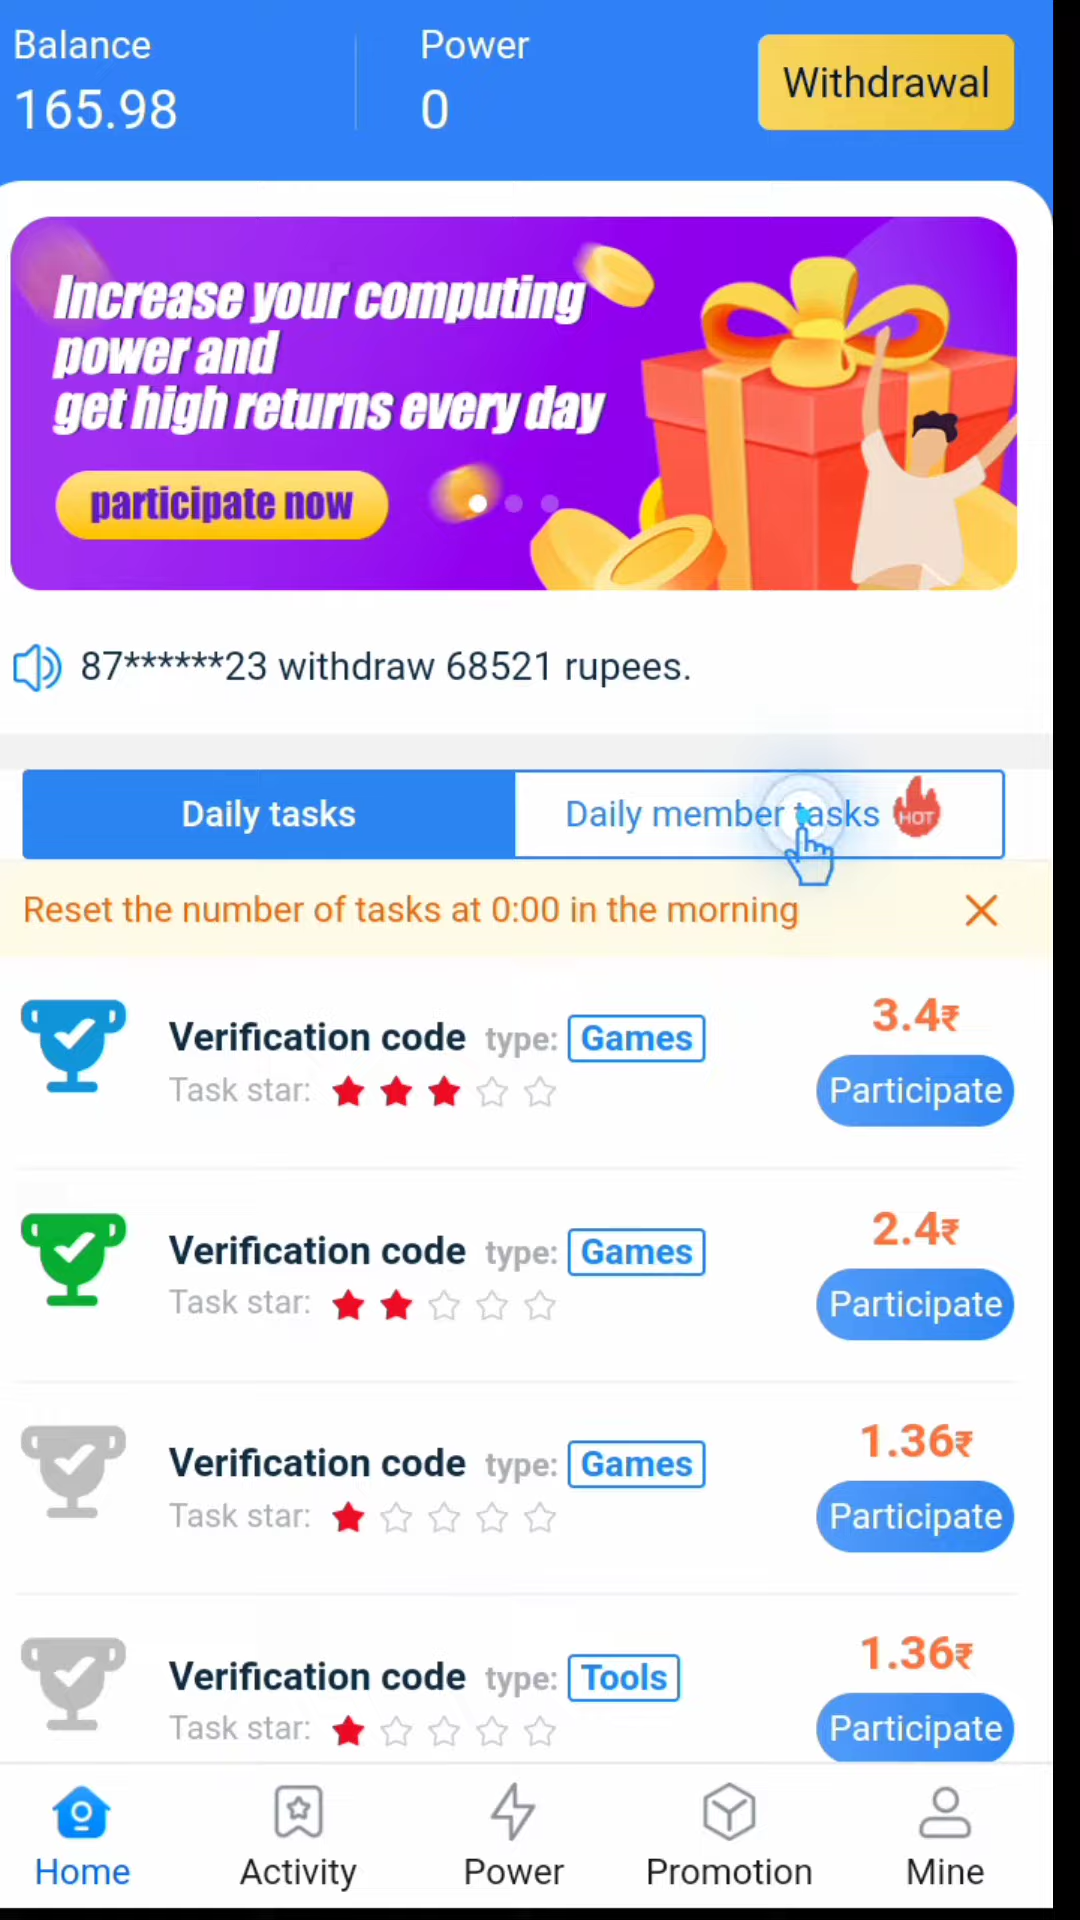 Balance
Power
Withdrawal
165.98
0
Increase your computing
power and
get high returns every day
participate now
87******23 withdraw 68521 rupees.
Daily tasks
Daily member tasks
HOT
Reset the number of tasks at 0:00 in the morning
Verification code type: Games
3.4₹
Task star:
Participate
Verification code type: Games
2.4₹
Task star:
Participate
Verification code type: Games
1.36₹
Task star:
Participate
Verification code type: Tools
1.36₹
Task star:
Participate
Home
Activity
Power
Promotion
Mine